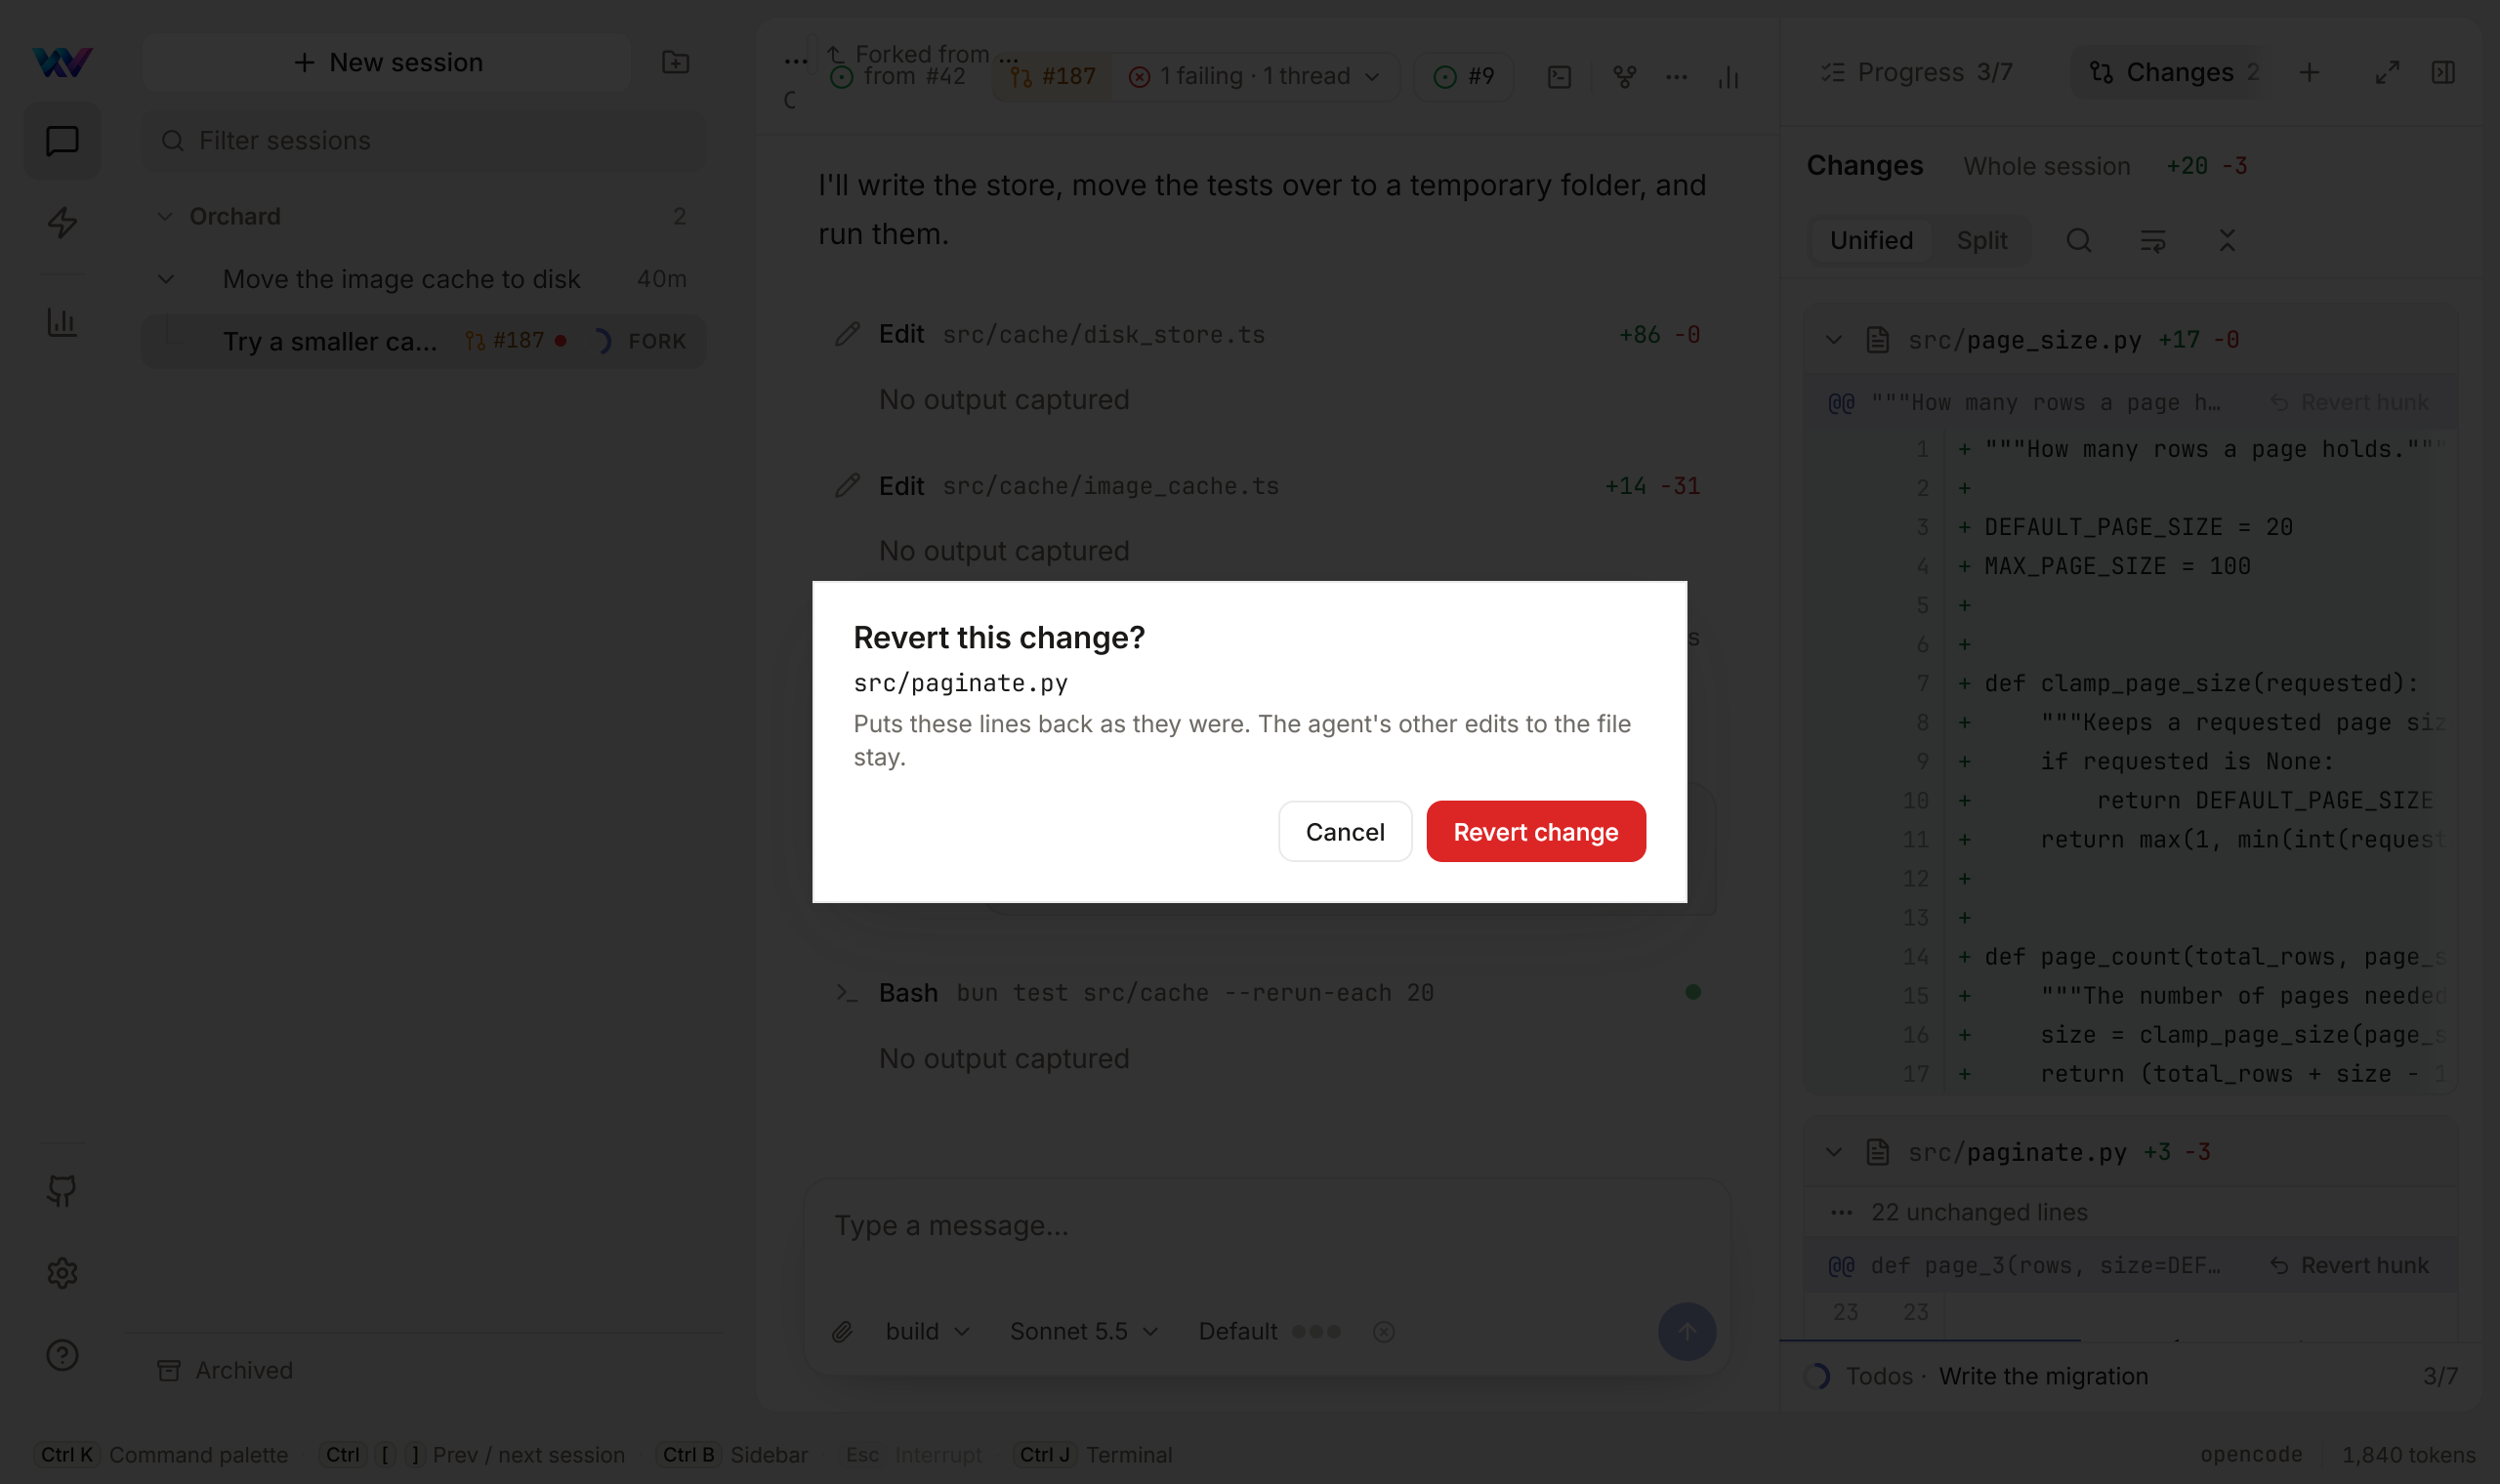 New session
Filter sessions
Orchard 2
Move the image cache to disk 40m
Try a smaller ca... #187 FORK
Archived
Forked from ...
from #42 #187 1 failing · 1 thread #9
I'll write the store, move the tests over to a temporary folder, and
run them.
Edit src/cache/disk_store.ts +86 -0
No output captured
Edit src/cache/image_cache.ts +14 -31
No output captured
Revert this change?
src/paginate.py
Puts these lines back as they were. The agent's other edits to the file
stay.
Cancel Revert change
Bash bun test src/cache --rerun-each 20
No output captured
Type a message...
build Sonnet 5.5 Default
Progress 3/7 Changes 2
Changes Whole session +20 -3
Unified Split
src/page_size.py +17 -0
@@ """How many rows a page h… Revert hunk
1 + """How many rows a page holds."""
2 +
3 + DEFAULT_PAGE_SIZE = 20
4 + MAX_PAGE_SIZE = 100
5 +
6 +
7 + def clamp_page_size(requested):
8 + """Keeps a requested page siz
9 + if requested is None:
10 + return DEFAULT_PAGE_SIZE
11 + return max(1, min(int(request
12 +
13 +
14 + def page_count(total_rows, page_s
15 + """The number of pages needed
16 + size = clamp_page_size(page_s
17 + return (total_rows + size - 1
src/paginate.py +3 -3
22 unchanged lines
@@ def page_3(rows, size=DEF… Revert hunk
23 23
Todos · Write the migration 3/7
Ctrl K Command palette Ctrl [ ] Prev / next session Ctrl B Sidebar Esc Interrupt Ctrl J Terminal
opencode 1,840 tokens